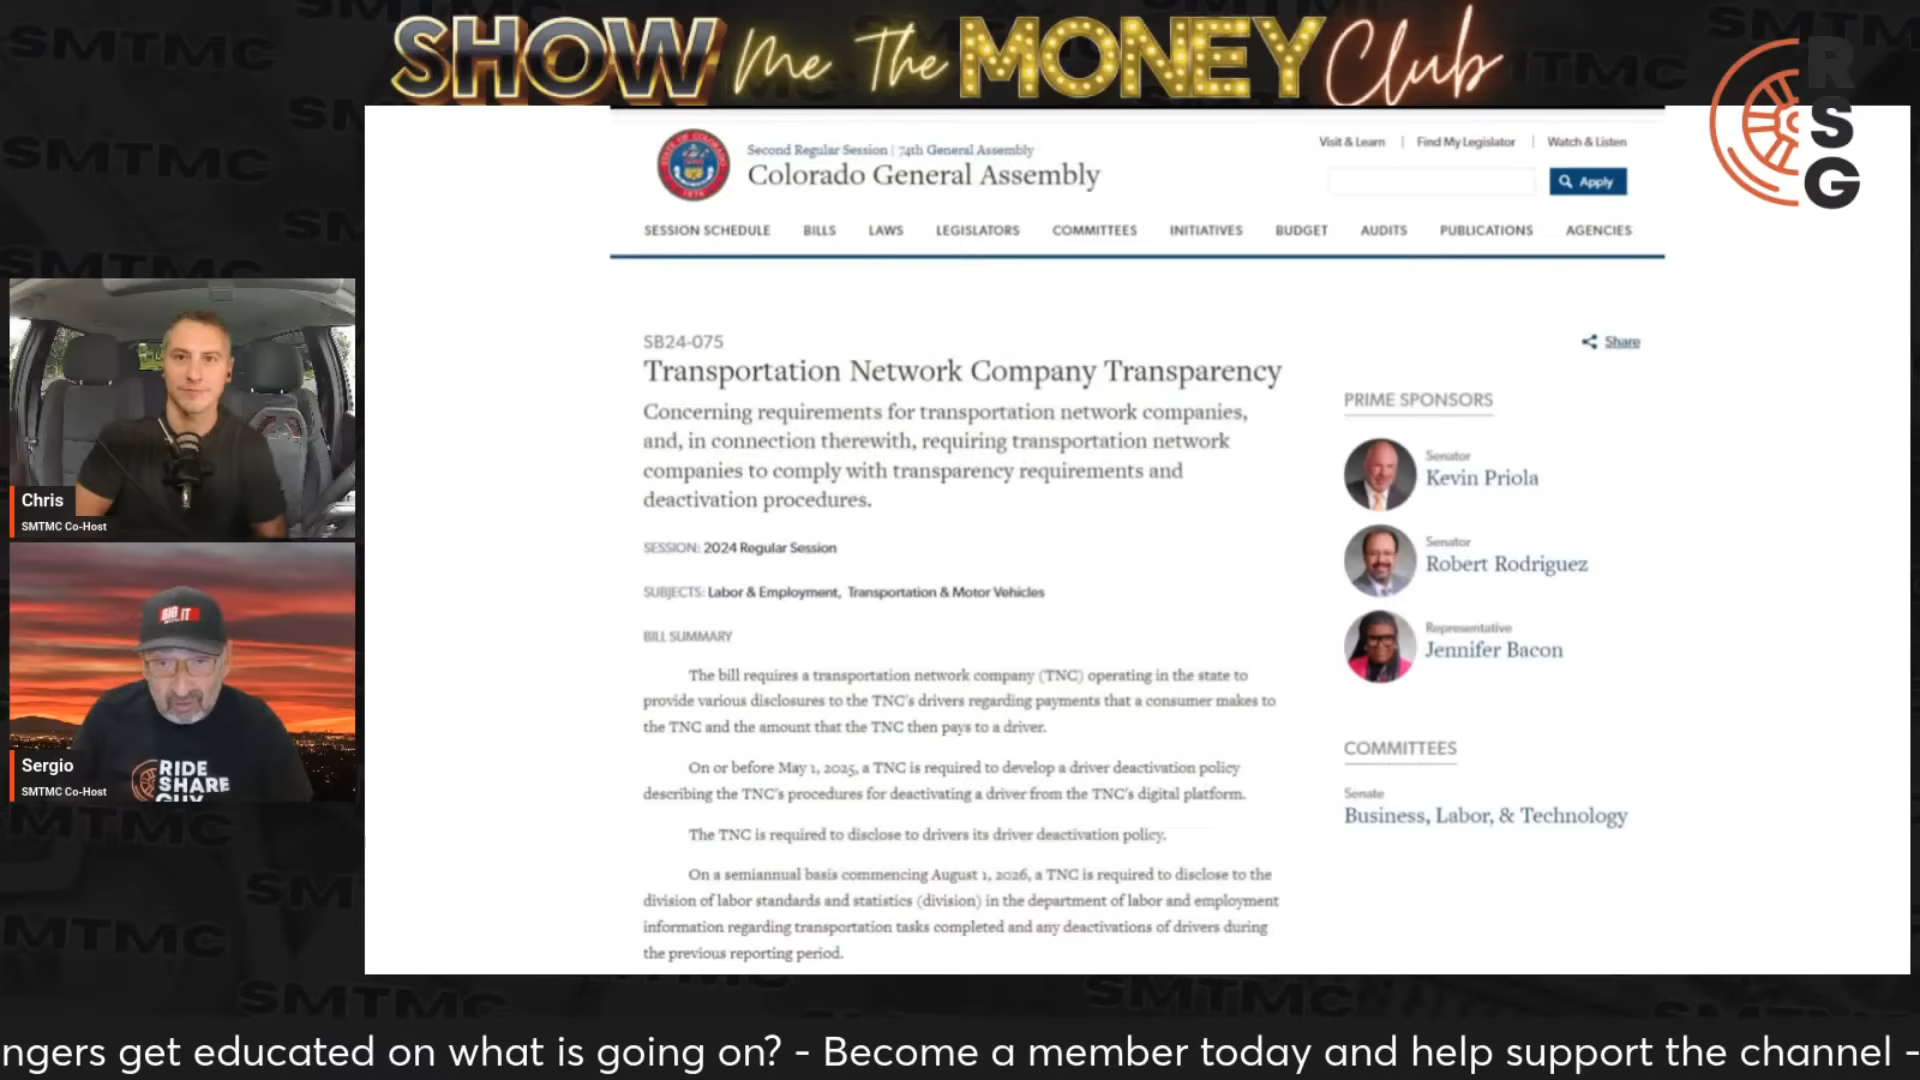 SHOW Me The MONEY Club
RSG
Second Regular Session | 74th General Assembly
Colorado General Assembly
Visit & Learn | Find My Legislator | Watch & Listen
Apply
SESSION SCHEDULE BILLS LAWS LEGISLATORS COMMITTEES INITIATIVES BUDGET AUDITS PUBLICATIONS AGENCIES
SB24-075
Share
Transportation Network Company Transparency
Concerning requirements for transportation network companies,
and, in connection therewith, requiring transportation network
companies to comply with transparency requirements and
deactivation procedures.
SESSION: 2024 Regular Session
SUBJECTS: Labor & Employment, Transportation & Motor Vehicles
BILL SUMMARY
The bill requires a transportation network company (TNC) operating in the state to
provide various disclosures to the TNC's drivers regarding payments that a consumer makes to
the TNC and the amount that the TNC then pays to a driver.
On or before May 1, 2025, a TNC is required to develop a driver deactivation policy
describing the TNC's procedures for deactivating a driver from the TNC's digital platform.
The TNC is required to disclose to drivers its driver deactivation policy.
On a semiannual basis commencing August 1, 2026, a TNC is required to disclose to the
division of labor standards and statistics (division) in the department of labor and employment
information regarding transportation tasks completed and any deactivations of drivers during
the previous reporting period.
PRIME SPONSORS
Senator
Kevin Priola
Senator
Robert Rodriguez
Representative
Jennifer Bacon
COMMITTEES
Senate
Business, Labor, & Technology
Chris
SMTMC Co-Host
RIDE
SHARE
GUY
Sergio
SMTMC Co-Host
ngers get educated on what is going on? - Become a member today and help support the channel -